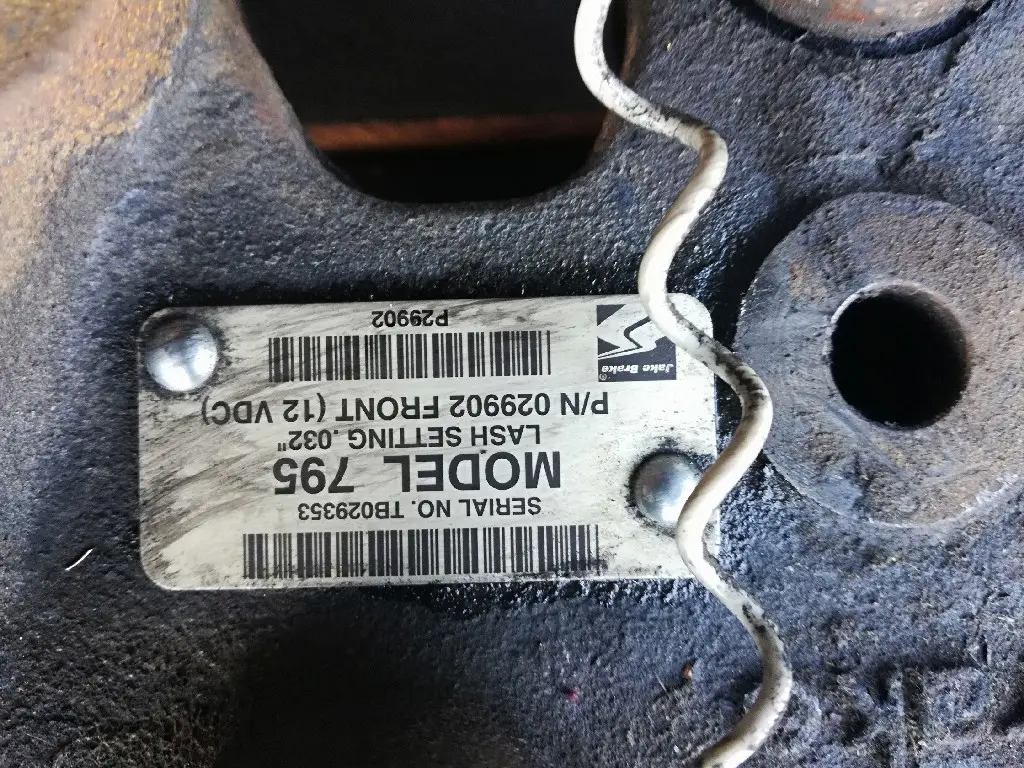 SERIAL NO. TB029353
MODEL 795
LASH SETTING .032"
P/N 029902 FRONT (12 VDC)
Jake Brake®
P29902